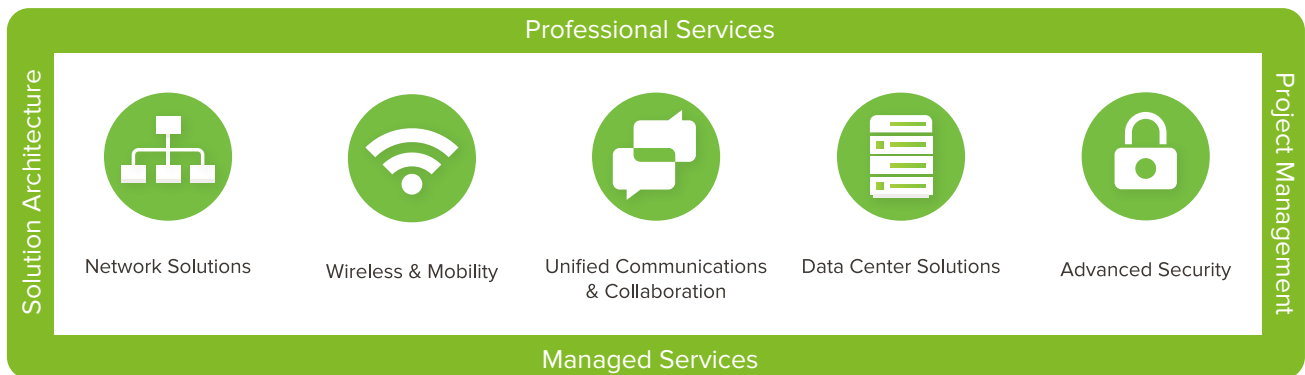 Professional Services
Solution Architecture
Project Management
Network Solutions
Wireless & Mobility
Unified Communications
& Collaboration
Data Center Solutions
Advanced Security
Managed Services